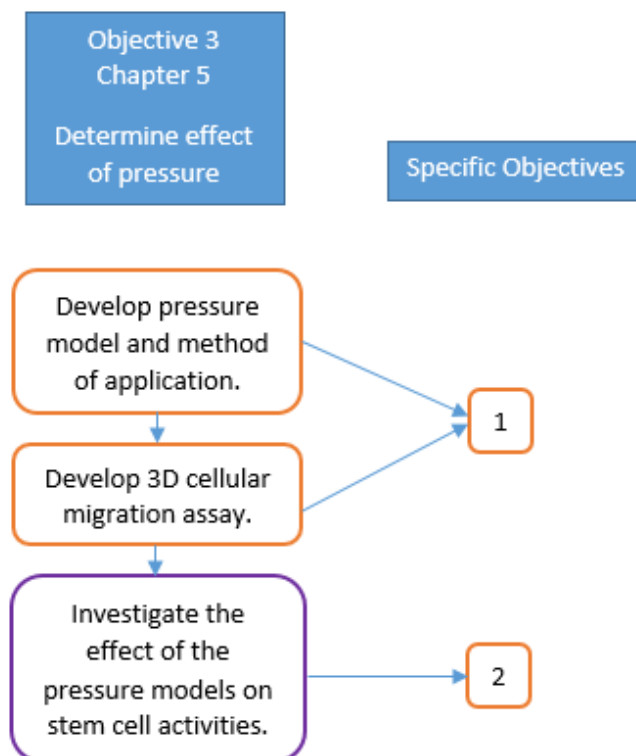 Objective 3
Chapter 5
Determine effect
of pressure
Specific Objectives
Develop pressure
model and method
of application.
1
Develop 3D cellular
migration assay.
Investigate the
effect of the
pressure models on
stem cell activities.
2